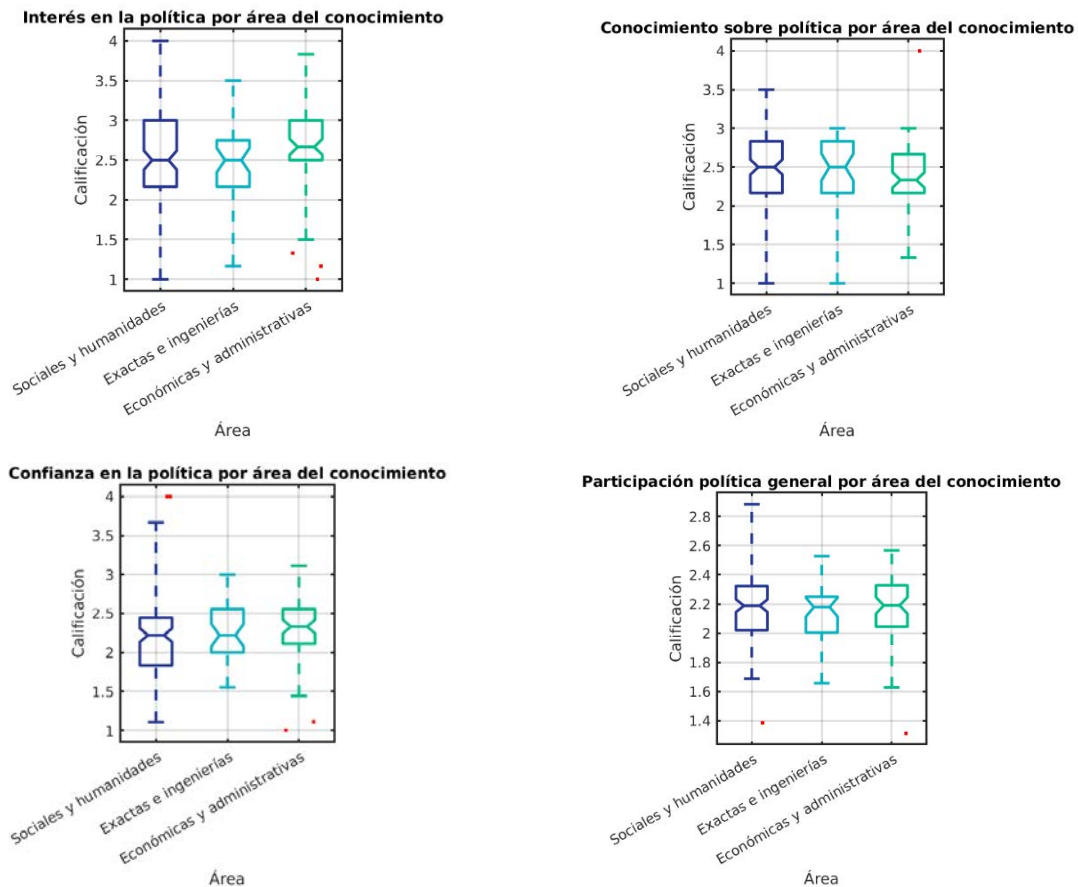 Interés en la política por área del conocimiento
4
3.5
3
2.5
2
1.5
1
Calificación
Sociales y humanidades
Exactas e ingenierías
Económicas y administrativas
Área
Conocimiento sobre política por área del conocimiento
4
3.5
3
2.5
2
1.5
1
Calificación
Sociales y humanidades
Exactas e ingenierías
Económicas y administrativas
Área
Confianza en la política por área del conocimiento
4
3.5
3
2.5
2
1.5
1
Calificación
Sociales y humanidades
Exactas e ingenierías
Económicas y administrativas
Área
Participación política general por área del conocimiento
2.8
2.6
2.4
2.2
2
1.8
1.6
1.4
Calificación
Sociales y humanidades
Exactas e ingenierías
Económicas y administrativas
Área